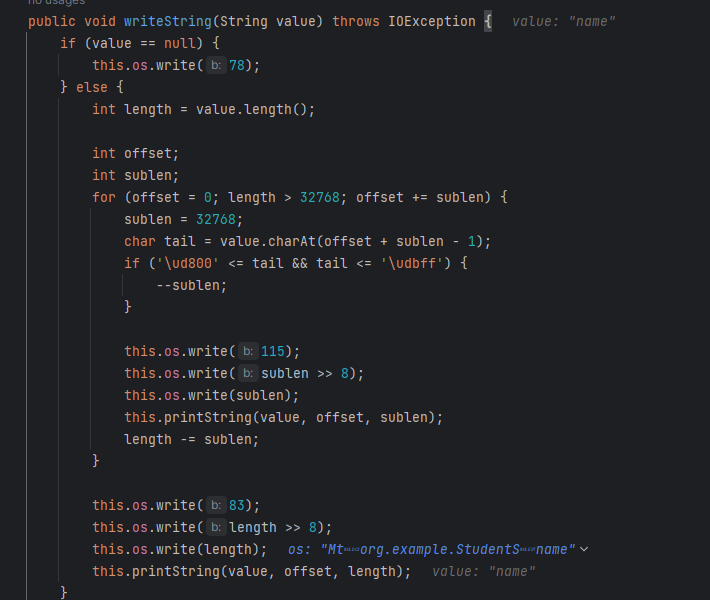 no usages
public void writeString(String value) throws IOException {   value: "name"
    if (value == null) {
        this.os.write( b: 78);
    } else {
        int length = value.length();

        int offset;
        int sublen;
        for (offset = 0; length > 32768; offset += sublen) {
            sublen = 32768;
            char tail = value.charAt(offset + sublen - 1);
            if ('\ud800' <= tail && tail <= '\udbff') {
                --sublen;
            }

            this.os.write( b: 115);
            this.os.write( b: sublen >> 8);
            this.os.write(sublen);
            this.printString(value, offset, sublen);
            length -= sublen;
        }

        this.os.write( b: 83);
        this.os.write( b: length >> 8);
        this.os.write(length);   os: "Mt org.example.StudentS name"
        this.printString(value, offset, length);   value: "name"
    }